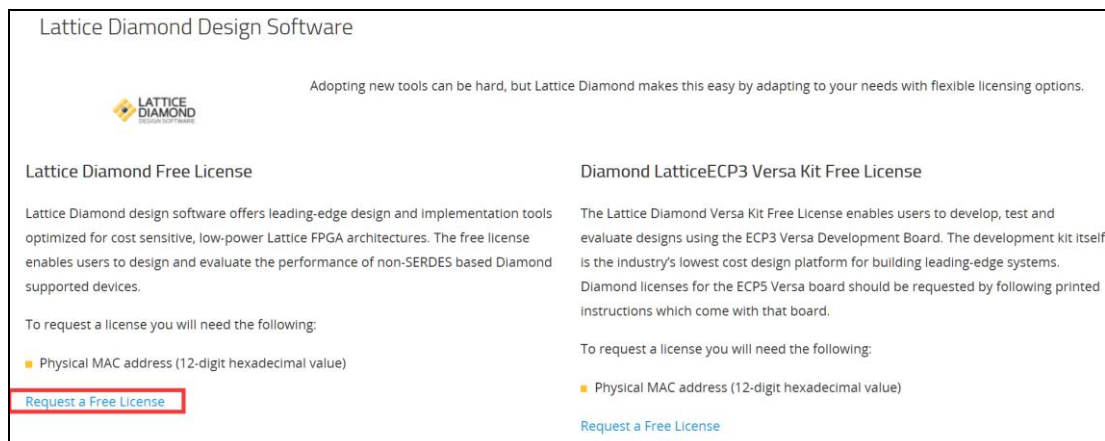 Lattice Diamond Design Software
Adopting new tools can be hard, but Lattice Diamond makes this easy by adapting to your needs with flexible licensing options.
LATTICE
DIAMOND
DESIGN SOFTWARE
Lattice Diamond Free License
Lattice Diamond design software offers leading-edge design and implementation tools
optimized for cost sensitive, low-power Lattice FPGA architectures. The free license
enables users to design and evaluate the performance of non-SERDES based Diamond
supported devices.
To request a license you will need the following:
Physical MAC address (12-digit hexadecimal value)
Request a Free License
Diamond LatticeECP3 Versa Kit Free License
The Lattice Diamond Versa Kit Free License enables users to develop, test and
evaluate designs using the ECP3 Versa Development Board. The development kit itself
is the industry's lowest cost design platform for building leading-edge systems.
Diamond licenses for the ECP5 Versa board should be requested by following printed
instructions which come with that board.
To request a license you will need the following:
Physical MAC address (12-digit hexadecimal value)
Request a Free License